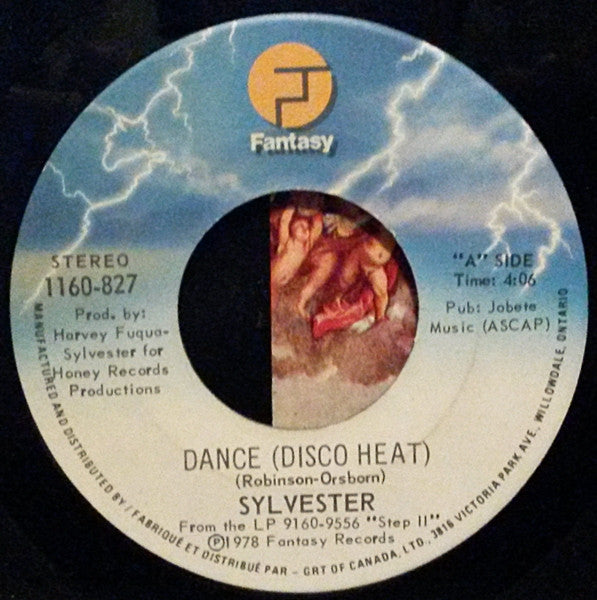 Fantasy
STEREO
1160-827
Prod. by:
Harvey Fuqua-
Sylvester for
Honey Records
Productions
"A" SIDE
Time: 4:06
Pub: Jobete
Music (ASCAP)
DANCE (DISCO HEAT)
(Robinson-Orsborn)
SYLVESTER
From the LP 9160-9556 "Step II"
Ⓟ1978 Fantasy Records
MANUFACTURED AND DISTRIBUTED BY / FABRIQUÉ ET DISTRIBUÉ PAR - GRT OF CANADA, LTD., 3816 VICTORIA PARK AVE. WILLOWDALE, ONTARIO